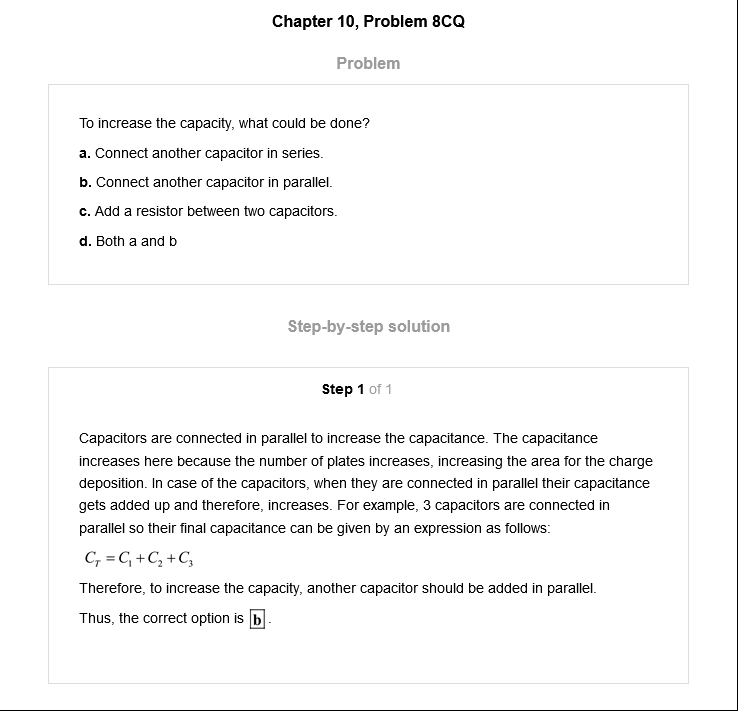 Chapter 10, Problem 8CQ
Problem
To increase the capacity, what could be done?
a. Connect another capacitor in series.
b. Connect another capacitor in parallel.
c. Add a resistor between two capacitors.
d. Both a and b
Step-by-step solution
Step 1 of 1
Capacitors are connected in parallel to increase the capacitance. The capacitance
increases here because the number of plates increases, increasing the area for the charge
deposition. In case of the capacitors, when they are connected in parallel their capacitance
gets added up and therefore, increases. For example, 3 capacitors are connected in
parallel so their final capacitance can be given by an expression as follows:
C_T = C_1 + C_2 + C_3
Therefore, to increase the capacity, another capacitor should be added in parallel.
Thus, the correct option is b.